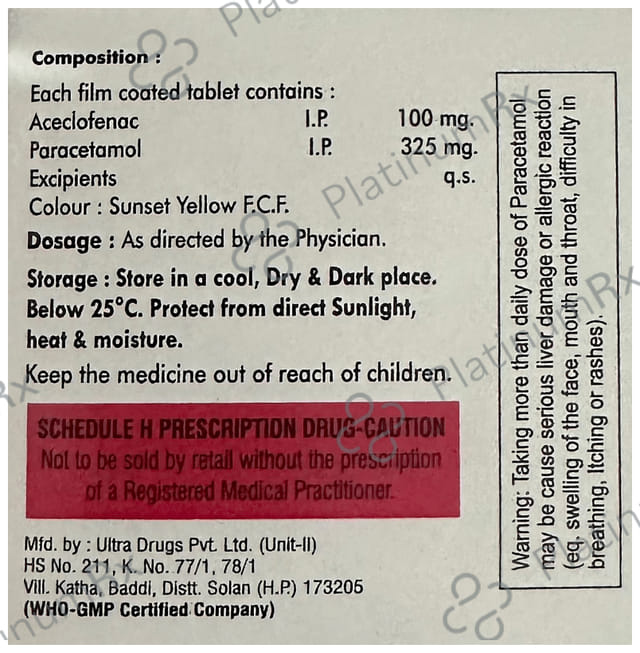 Composition :
Each film coated tablet contains :
Aceclofenac I.P. 100 mg.
Paracetamol I.P. 325 mg.
Excipients q.s.
Colour : Sunset Yellow F.C.F.
Dosage : As directed by the Physician.
Storage : Store in a cool, Dry & Dark place.
Below 25°C. Protect from direct Sunlight,
heat & moisture.
Keep the medicine out of reach of children.
SCHEDULE H PRESCRIPTION DRUG-CAUTION
Not to be sold by retail without the prescription
of a Registered Medical Practitioner.
Mfd. by : Ultra Drugs Pvt. Ltd. (Unit-II)
HS No. 211, K. No. 77/1, 78/1
Vill. Katha, Baddi, Distt. Solan (H.P.) 173205
(WHO-GMP Certified Company)
Warning: Taking more than daily dose of Paracetamol
may be cause serious liver damage or allergic reaction
(eq. swelling of the face, mouth and throat, difficulty in
breathing, Itching or rashes).
PlatinumRx
PlatinumRx
PlatinumRx